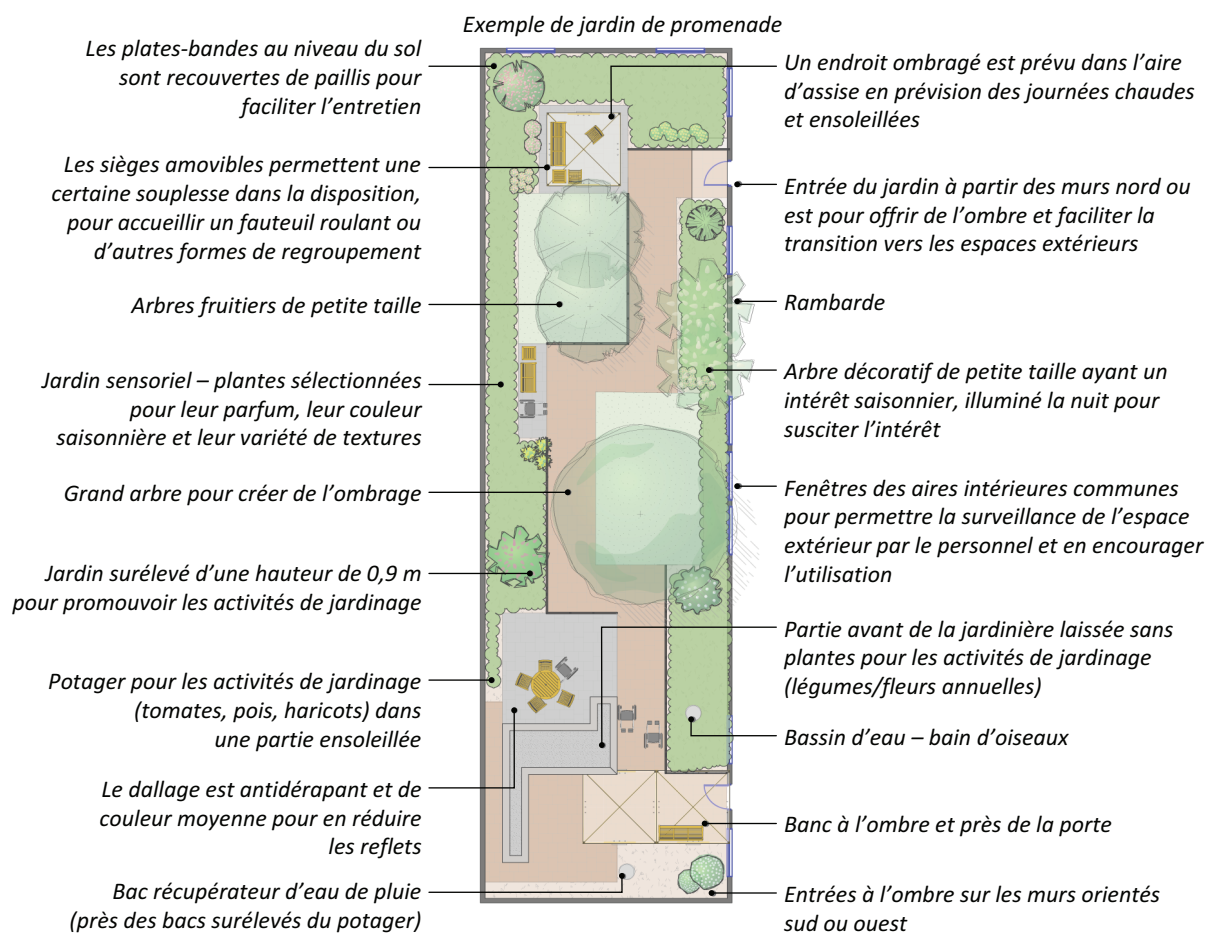 Exemple de jardin de promenade
Les plates-bandes au niveau du sol
sont recouvertes de paillis pour
faciliter l’entretien
Les sièges amovibles permettent une
certaine souplesse dans la disposition,
pour accueillir un fauteuil roulant ou
d’autres formes de regroupement
Arbres fruitiers de petite taille
Jardin sensoriel – plantes sélectionnées
pour leur parfum, leur couleur
saisonnière et leur variété de textures
Grand arbre pour créer de l’ombrage
Jardin surélevé d’une hauteur de 0,9 m
pour promouvoir les activités de jardinage
Potager pour les activités de jardinage
(tomates, pois, haricots) dans
une partie ensoleillée
Le dallage est antidérapant et de
couleur moyenne pour en réduire
les reflets
Bac récupérateur d’eau de pluie
(près des bacs surélevés du potager)
Un endroit ombragé est prévu dans l’aire
d’assise en prévision des journées chaudes
et ensoleillées
Entrée du jardin à partir des murs nord ou
est pour offrir de l’ombre et faciliter la
transition vers les espaces extérieurs
Rambarde
Arbre décoratif de petite taille ayant un
intérêt saisonnier, illuminé la nuit pour
susciter l’intérêt
Fenêtres des aires intérieures communes
pour permettre la surveillance de l’espace
extérieur par le personnel et en encourager
l’utilisation
Partie avant de la jardinière laissée sans
plantes pour les activités de jardinage
(légumes/fleurs annuelles)
Bassin d’eau – bain d’oiseaux
Banc à l’ombre et près de la porte
Entrées à l’ombre sur les murs orientés
sud ou ouest